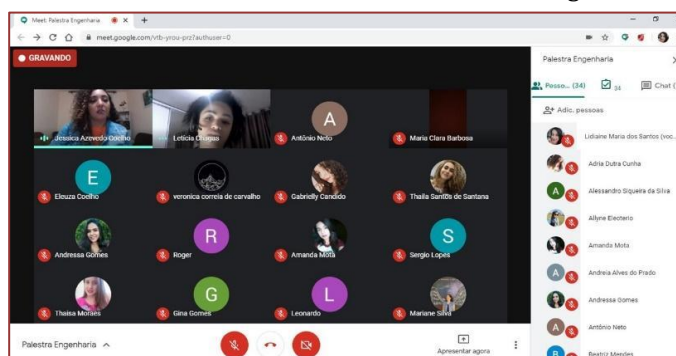 Meet: Palestra Engenharia
meet.google.com/vtb-yrou-prz?authuser=0
GRAVANDO
Palestra Engenharia
Pesso... (34)
34
Chat (
Adic. pessoas
Jessica Azevedo Coelho
Letícia Chagas
A
Antônio Neto
Maria Clara Barbosa
E
Eleuza Coelho
veronica correia de carvalho
Gabrielly Candido
Thaila Santos de Santana
Andressa Gomes
R
Roger
Amanda Mota
S
Sergio Lopes
Thaisa Moraes
G
Gina Gomes
L
Leonardo
Mariane Silva
Lidiaine Maria dos Santos (voc...
Adria Dutra Cunha
A
Alessandro Siqueira da Silva
Allyne Eleoterio
Amanda Mota
A
Andreia Alves do Prado
Andressa Gomes
A
Antônio Neto
B
Beatriz Mendes
Palestra Engenharia
Apresentar agora